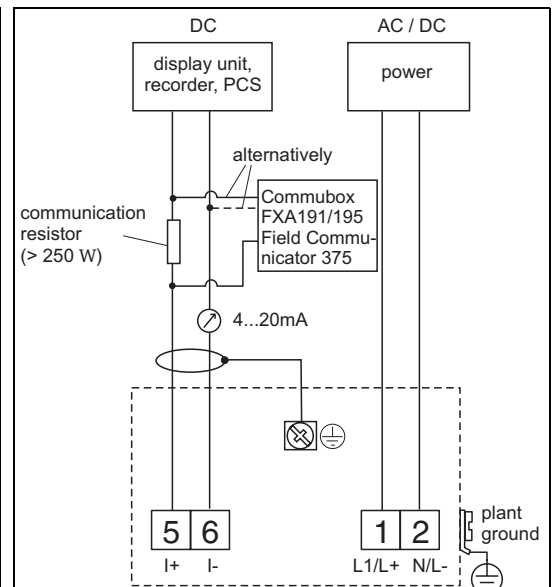 DC
AC / DC
display unit,
recorder, PCS
power
alternatively
Commubox
FXA191/195
Field Commu-
nicator 375
communication
resistor
(> 250 W)
4...20mA
5 6
1 2
I+ I-
L1/L+ N/L-
plant
ground